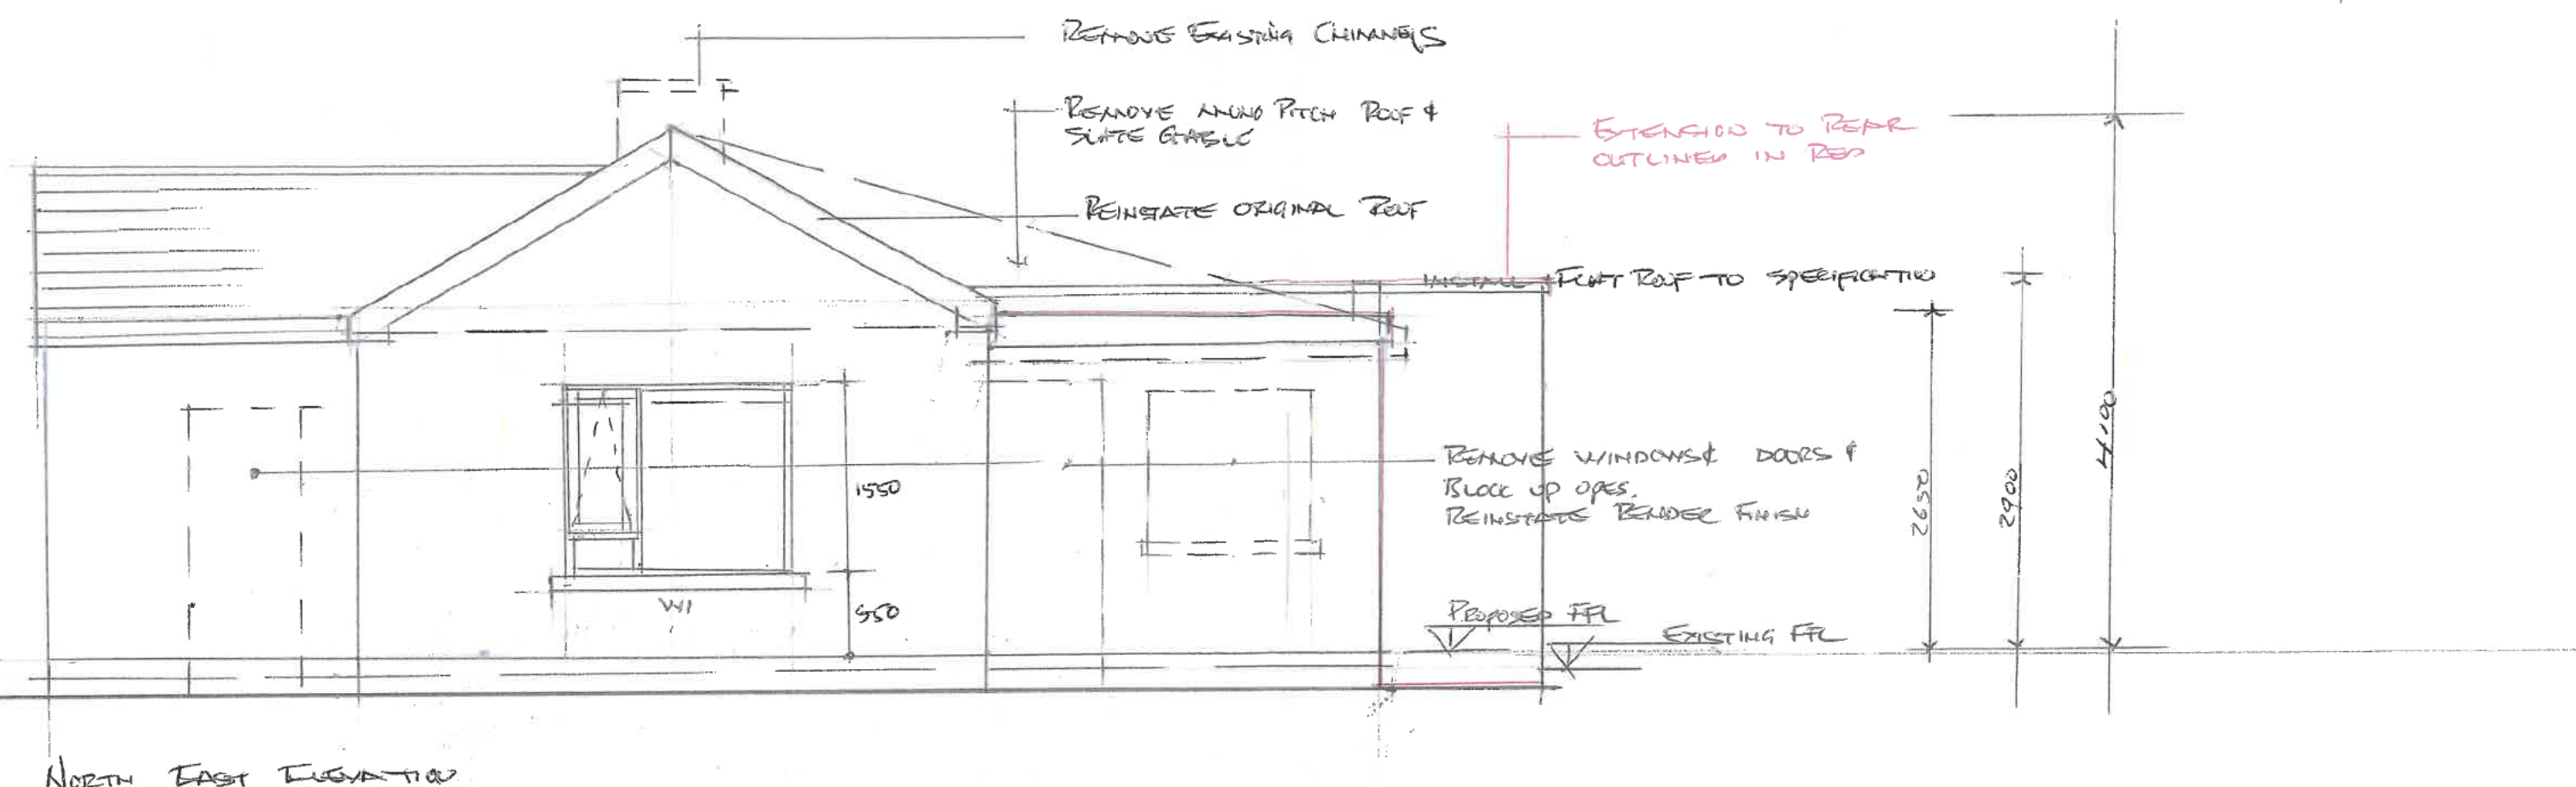 REMOVE EXISTING CHIMNEYS
REMOVE MONO PITCH ROOF &
SLATE GABLE
EXTENSION TO REAR
OUTLINED IN RED
REINSTATE ORIGINAL ROOF
INSTALL FLAT ROOF TO SPECIFICATION
REMOVE WINDOWS & DOORS &
BLOCK UP OPES.
REINSTATE RENDER FINISH
1550
550
W1
2650
2900
4100
PROPOSED FFL
EXISTING FFL
NORTH EAST ELEVATION